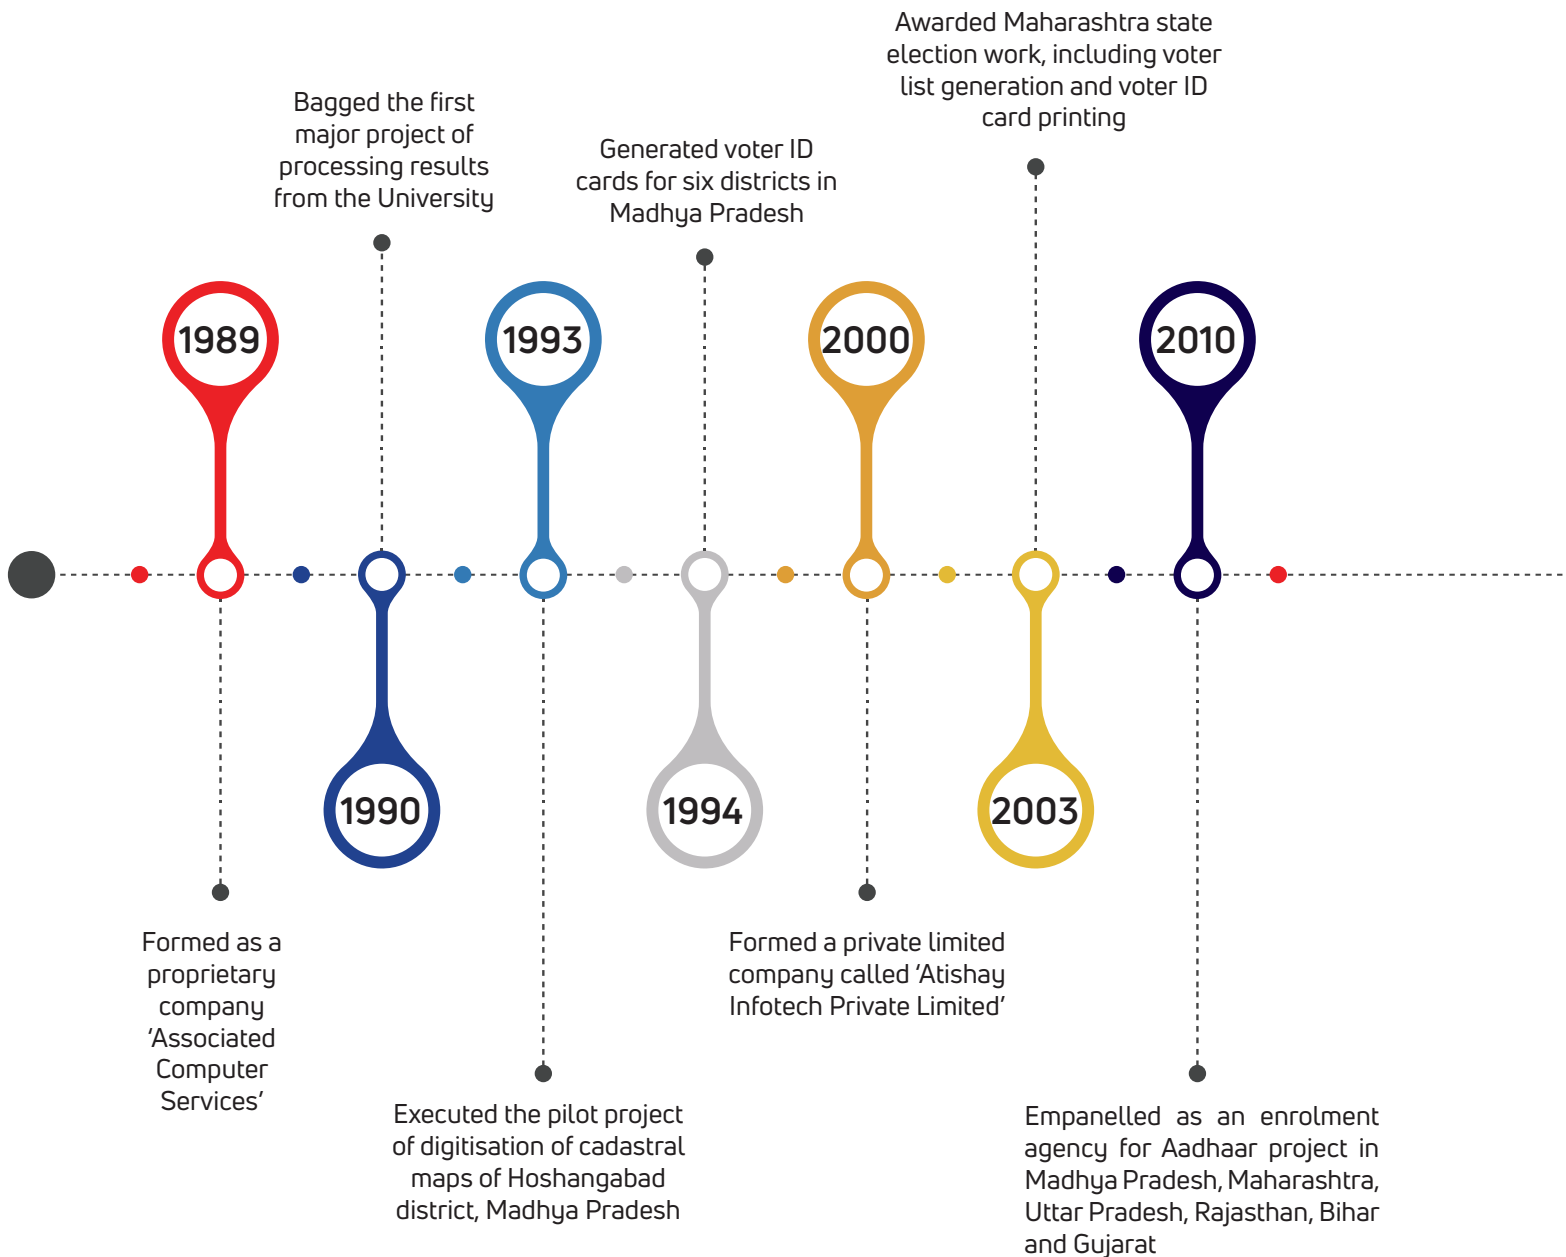 1989
Formed as a
proprietary
company
‘Associated
Computer
Services’
Bagged the first
major project of
processing results
from the University
1990
1993
Executed the pilot project
of digitisation of cadastral
maps of Hoshangabad
district, Madhya Pradesh
Generated voter ID
cards for six districts in
Madhya Pradesh
1994
2000
Formed a private limited
company called ‘Atishay
Infotech Private Limited’
Awarded Maharashtra state
election work, including voter
list generation and voter ID
card printing
2003
2010
Empanelled as an enrolment
agency for Aadhaar project in
Madhya Pradesh, Maharashtra,
Uttar Pradesh, Rajasthan, Bihar
and Gujarat